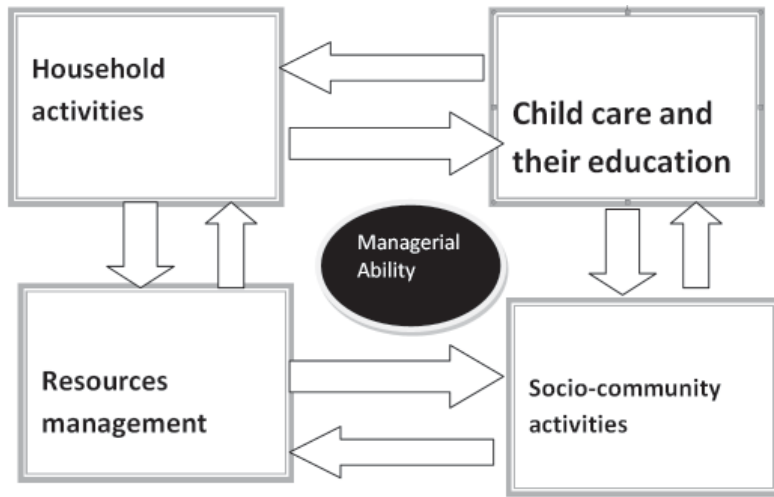 Household
activities
Child care and
their education
Managerial
Ability
Resources
management
Socio-community
activities